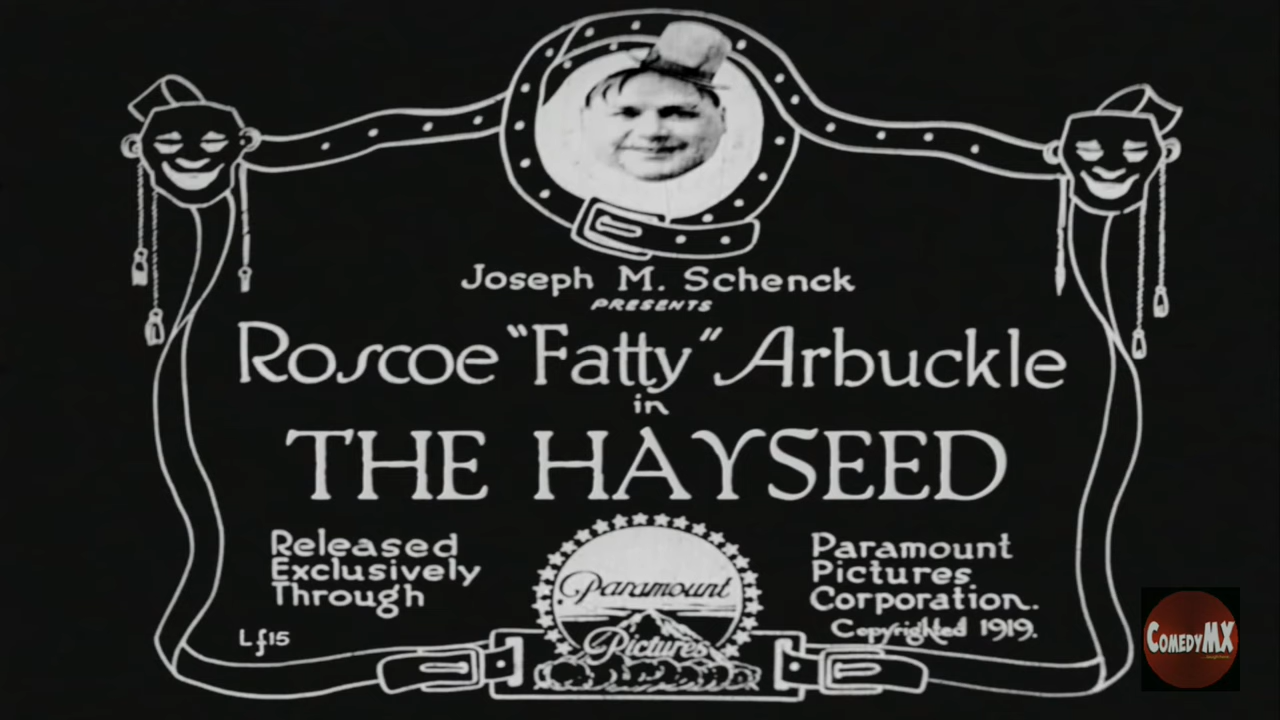 Joseph M. Schenck
PRESENTS
Roscoe "Fatty" Arbuckle
in
THE HAYSEED
Released
Exclusively
Through
Paramount
Pictures
Paramount
Pictures
Corporation.
Copyrighted 1919.
Lf15
COMEDYMX